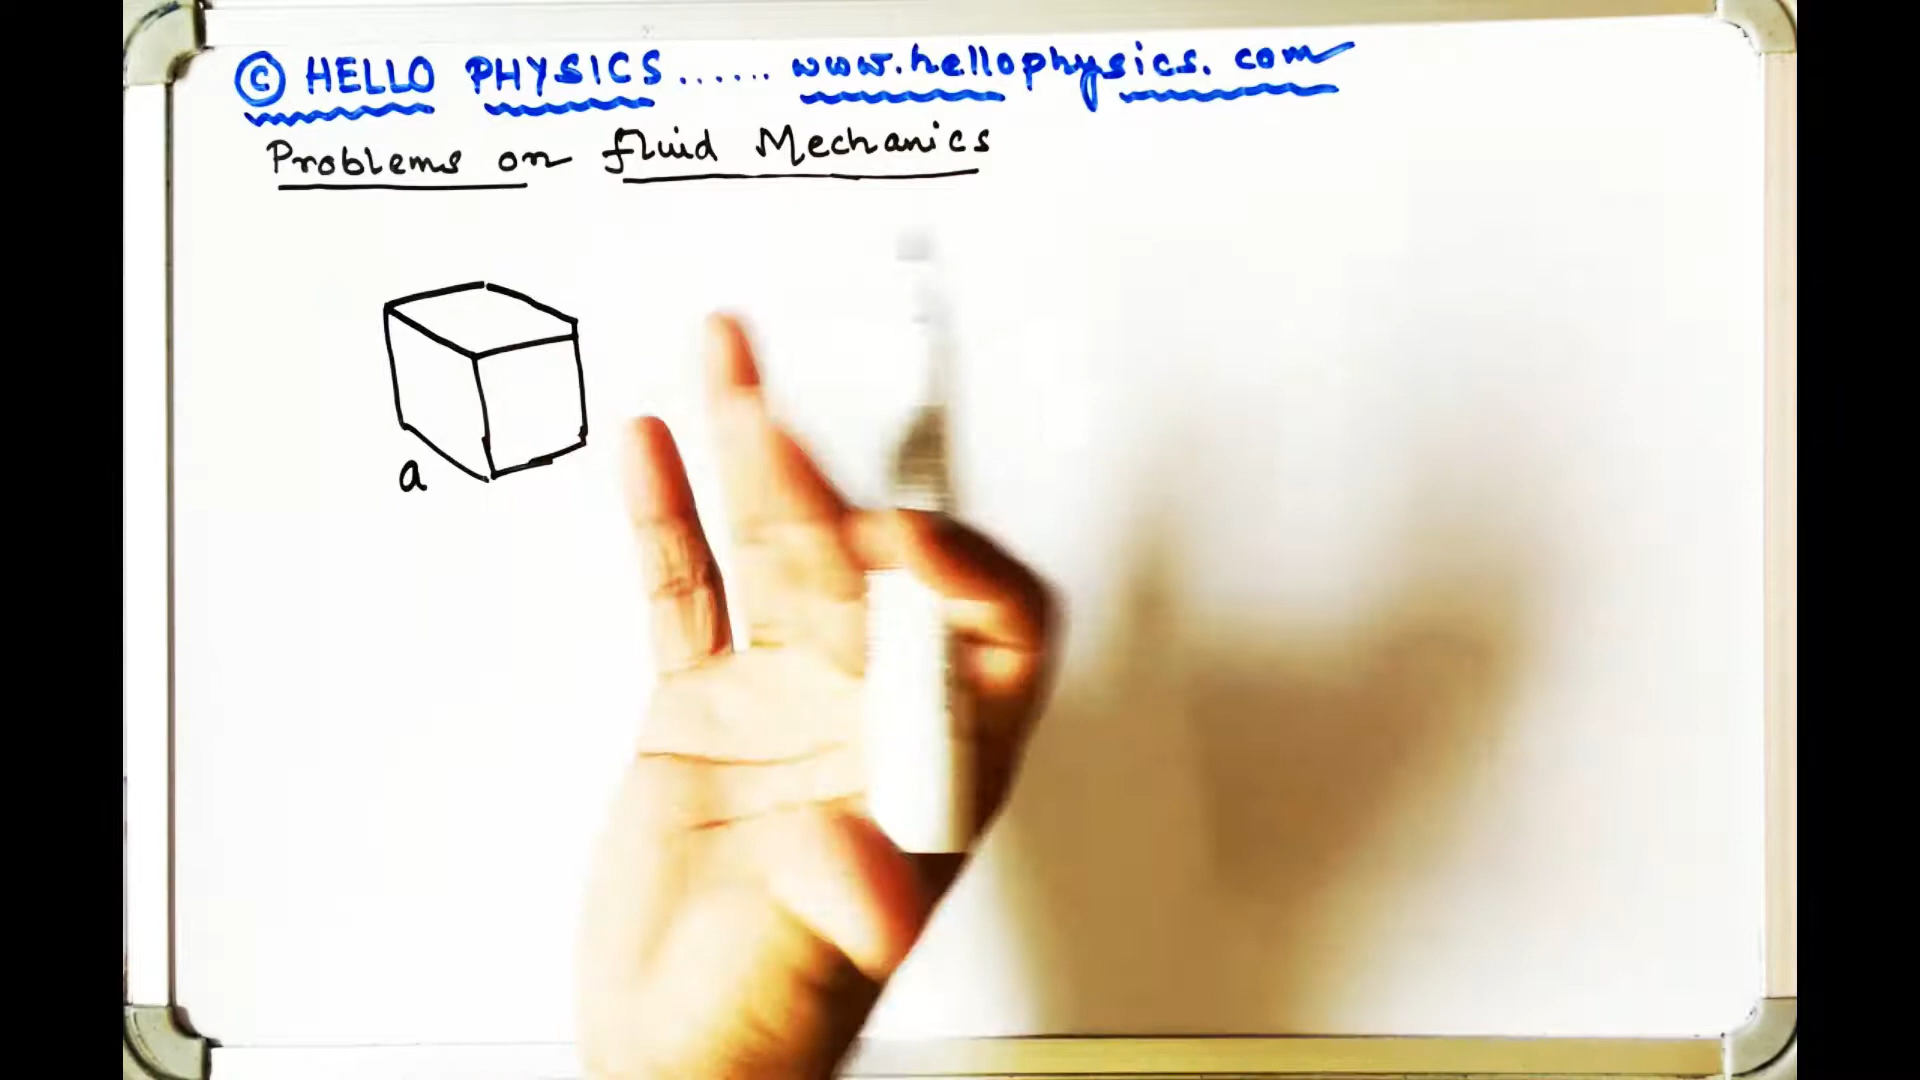 © HELLO PHYSICS...... www.hellophysics.com
Problems on fluid Mechanics
a